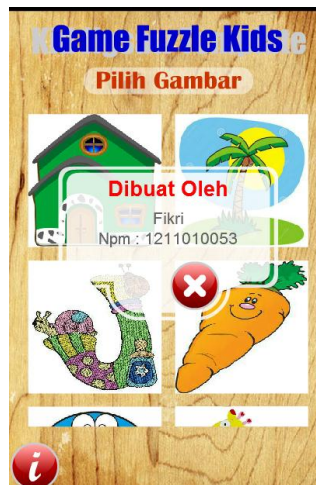 Game Fuzzle Kids
Pilih Gambar
Dibuat Oleh
Fikri
Npm : 1211010053
i